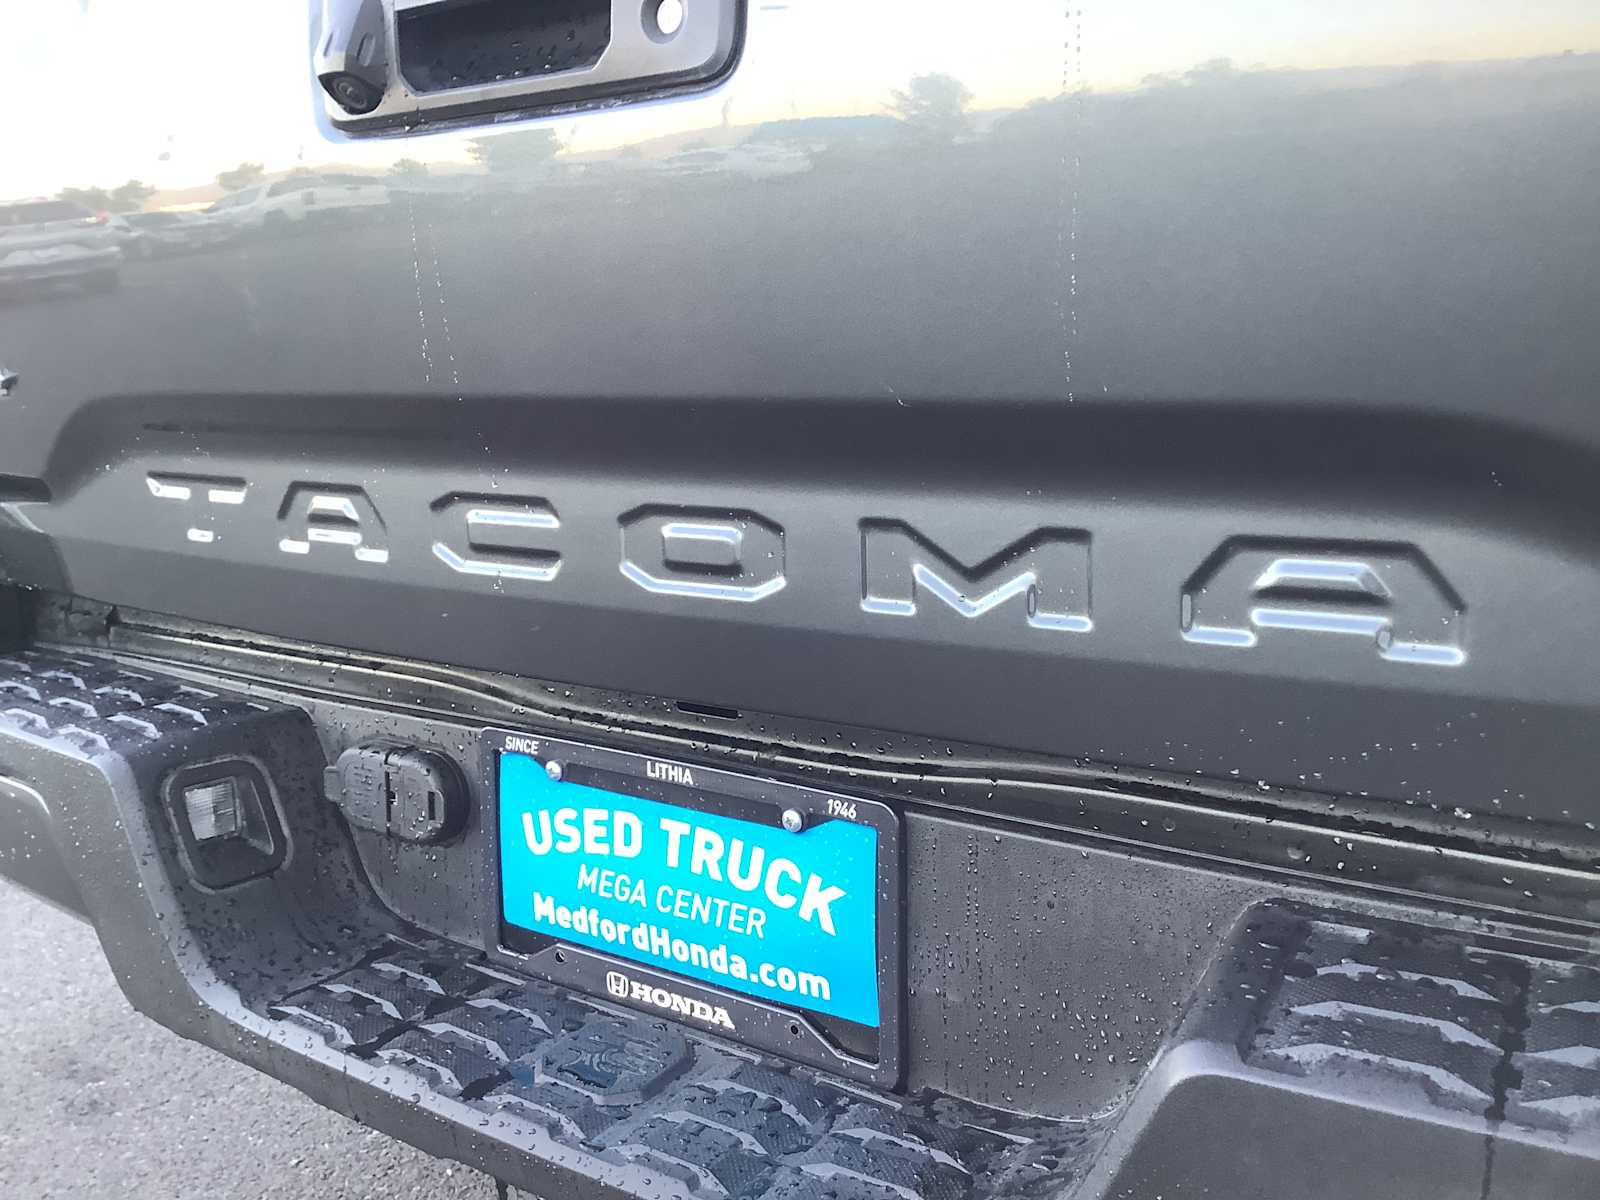 TACOMA
SINCE LITHIA 1946
USED TRUCK
MEGA CENTER
MedfordHonda.com
HONDA